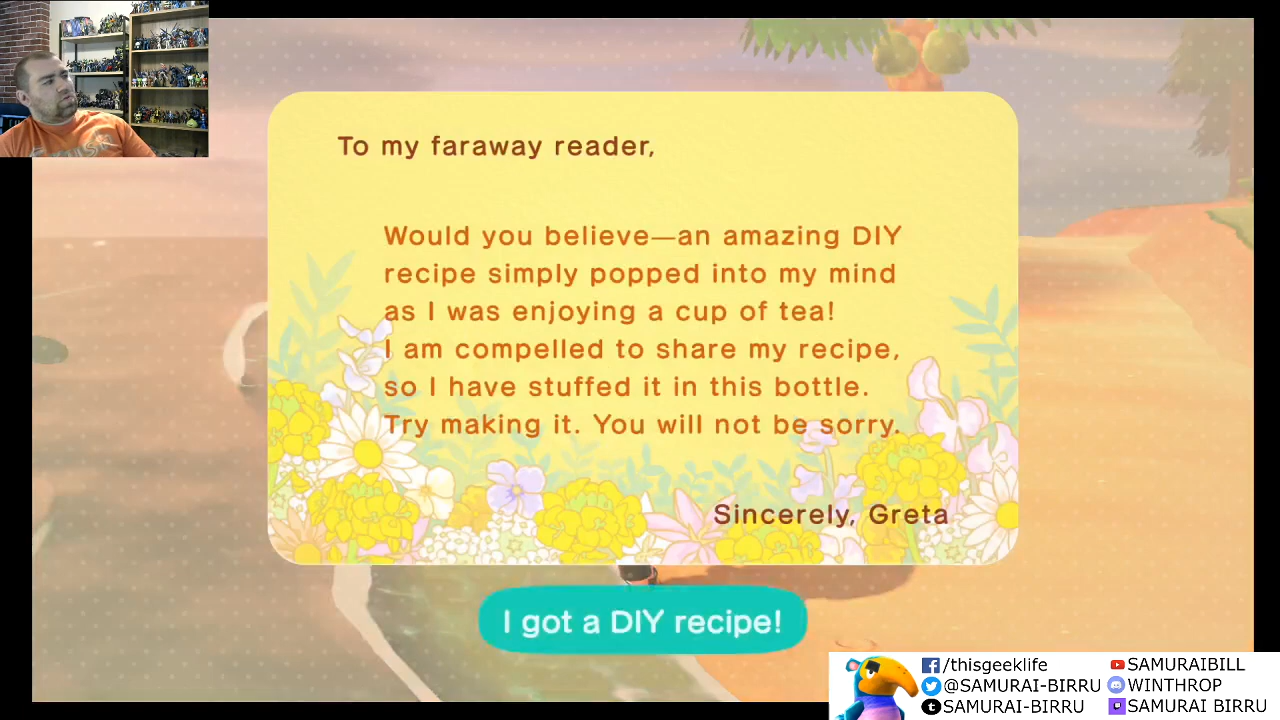 To my faraway reader,
Would you believe—an amazing DIY
recipe simply popped into my mind
as I was enjoying a cup of tea!
I am compelled to share my recipe,
so I have stuffed it in this bottle.
Try making it. You will not be sorry.
Sincerely, Greta
I got a DIY recipe!
/thisgeeklife
@SAMURAI-BIRRU
SAMURAI-BIRRU
SAMURAIBILL
WINTHROP
SAMURAI BIRRU